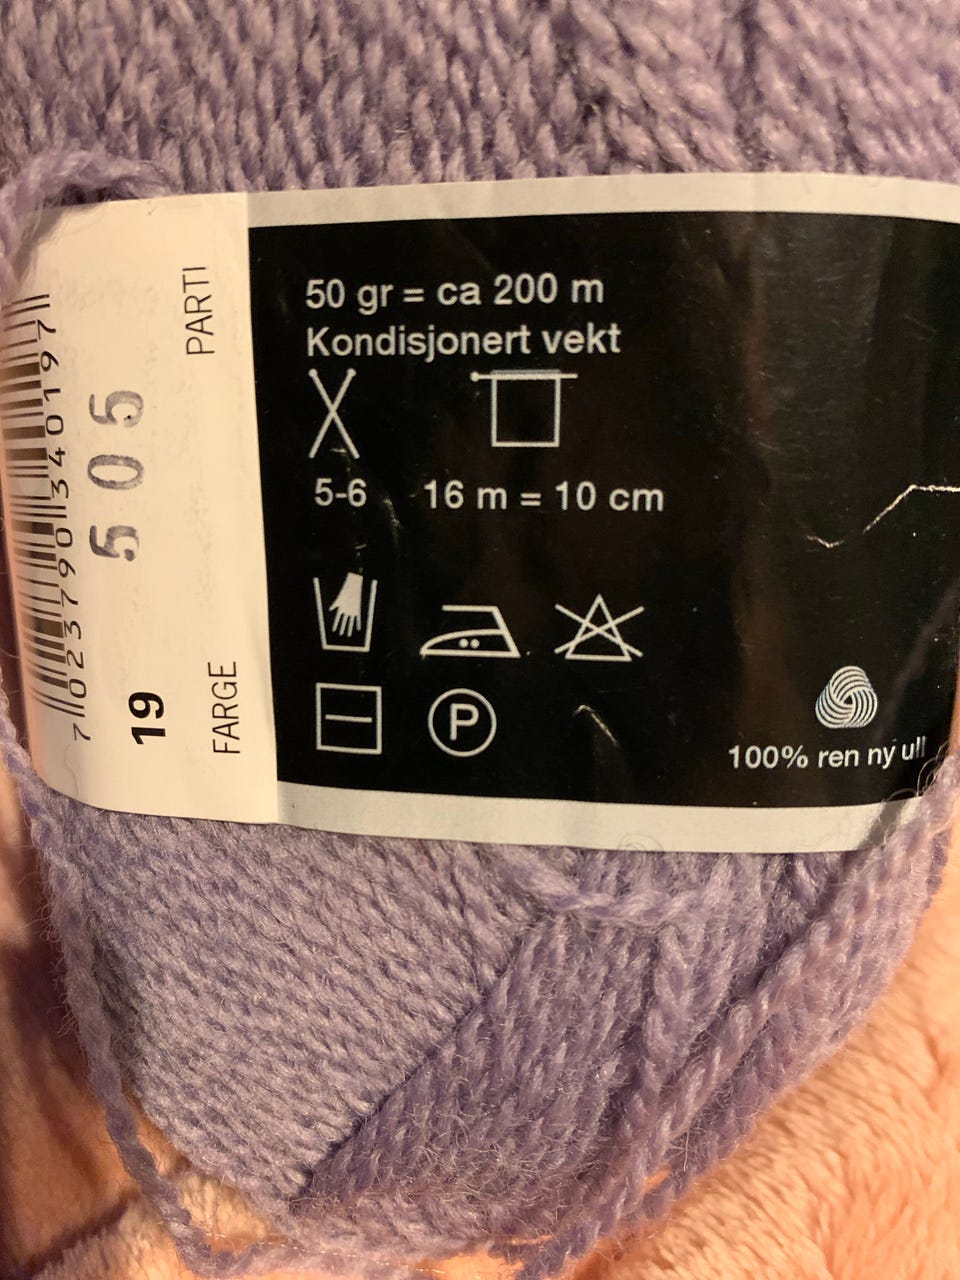 50 gr = ca 200 m
Kondisjonert vekt
5-6
16 m = 10 cm
P
100% ren ny ull
PARTI
505
FARGE
19
7 023790 340197